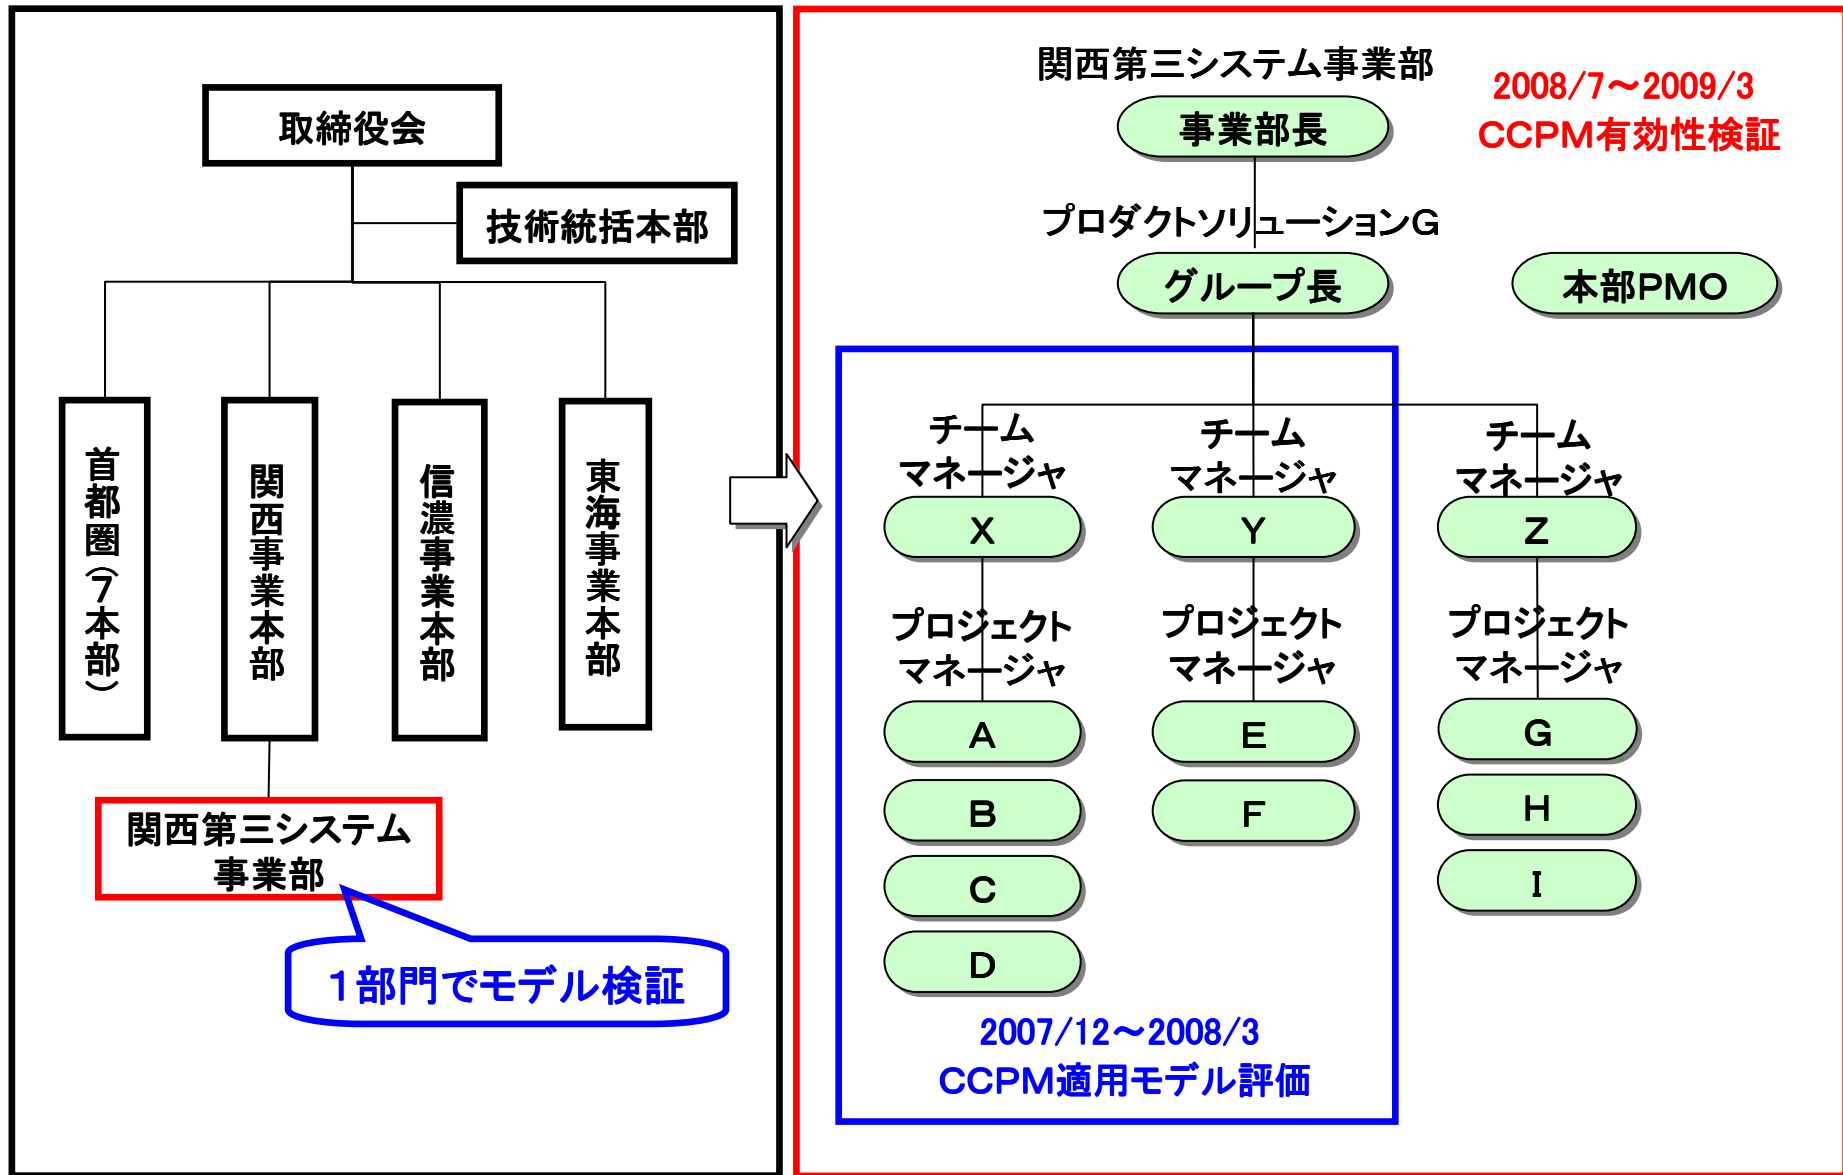 取締役会
技術統括本部
首都圏(7本部)
関西事業本部
信濃事業本部
東海事業本部
関西第三システム
事業部
1部門でモデル検証
関西第三システム事業部
事業部長
2008/7~2009/3
CCPM有効性検証
プロダクトソリューションG
グループ長
本部PMO
チーム
マネージャ
X
チーム
マネージャ
Y
チーム
マネージャ
Z
プロジェクト
マネージャ
A
B
C
D
プロジェクト
マネージャ
E
F
プロジェクト
マネージャ
G
H
I
2007/12~2008/3
CCPM適用モデル評価